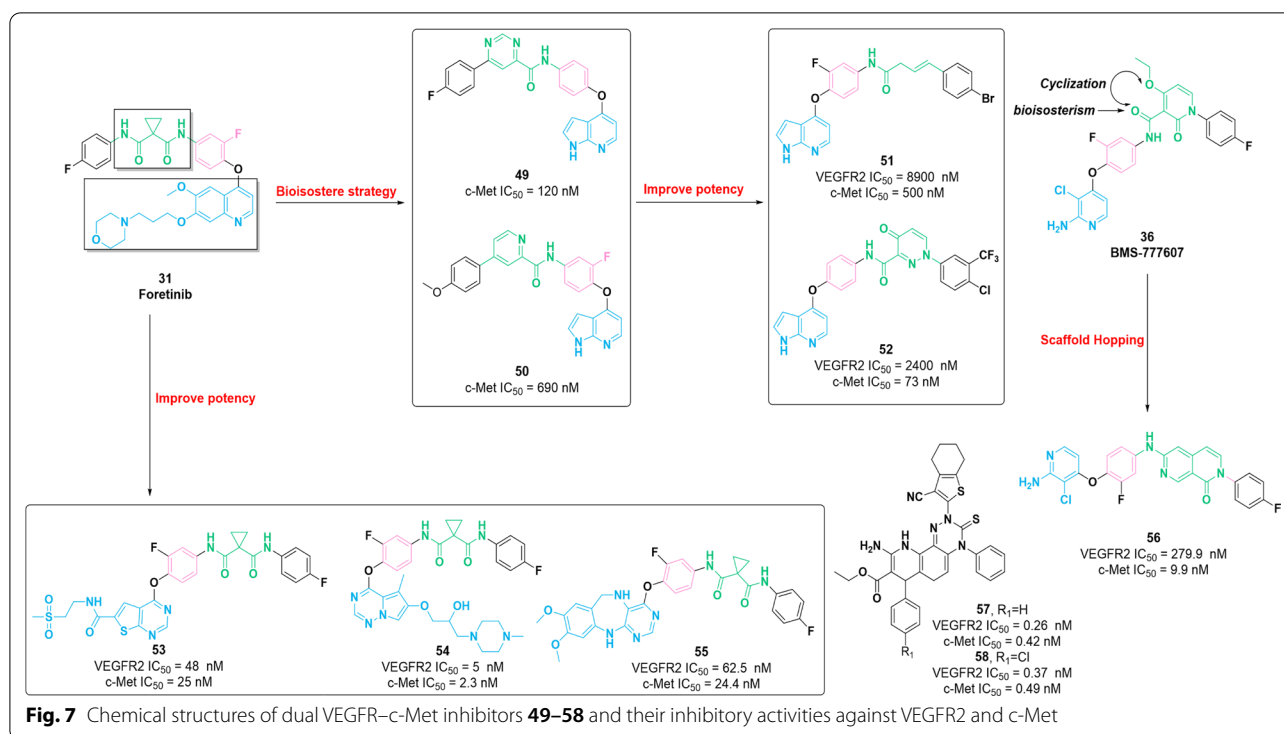 31
Foretinib
Bioisostere strategy
49
c-Met IC50 = 120 nM
50
c-Met IC50 = 690 nM
Improve potency
51
VEGFR2 IC50 = 8900 nM
c-Met IC50 = 500 nM
52
VEGFR2 IC50 = 2400 nM
c-Met IC50 = 73 nM
Cyclization
bioisosterism
36
BMS-777607
Scaffold Hopping
56
VEGFR2 IC50 = 279.9 nM
c-Met IC50 = 9.9 nM
Improve potency
53
VEGFR2 IC50 = 48 nM
c-Met IC50 = 25 nM
54
VEGFR2 IC50 = 5 nM
c-Met IC50 = 2.3 nM
55
VEGFR2 IC50 = 62.5 nM
c-Met IC50 = 24.4 nM
57, R1=H
VEGFR2 IC50 = 0.26 nM
c-Met IC50 = 0.42 nM
58, R1=Cl
VEGFR2 IC50 = 0.37 nM
c-Met IC50 = 0.49 nM
Fig. 7 Chemical structures of dual VEGFR–c-Met inhibitors 49–58 and their inhibitory activities against VEGFR2 and c-Met